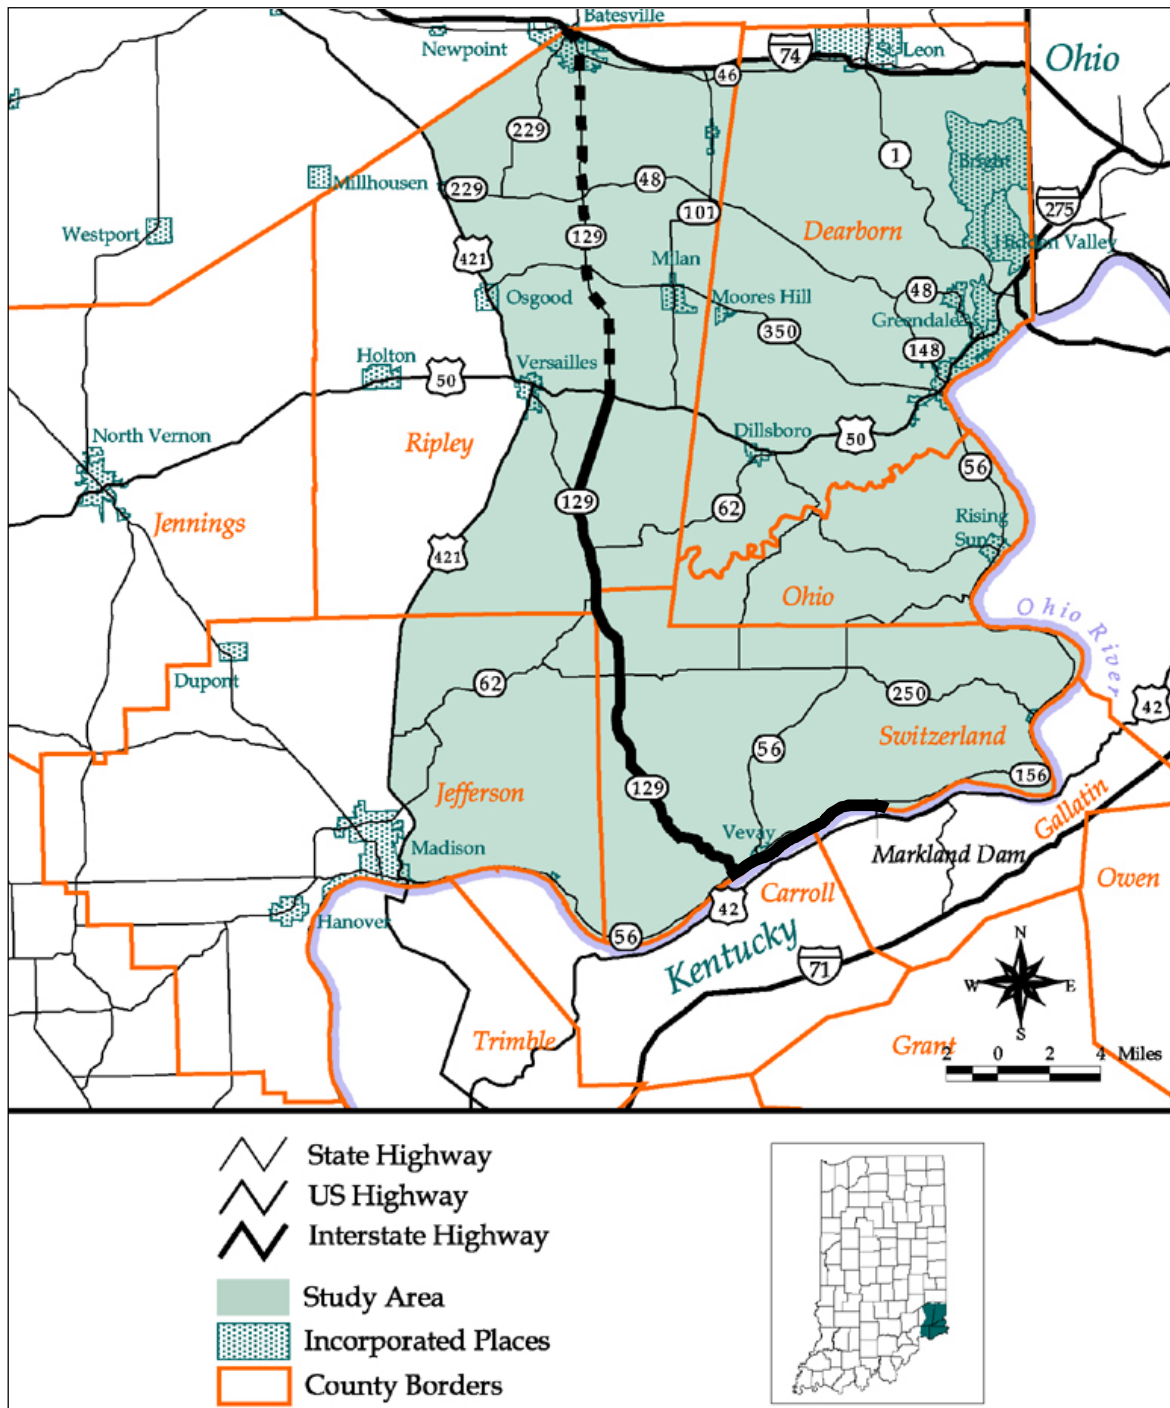 Batesville
Newpoint
74
St. Leon
Ohio
46
229
1
Bright
Millhousen
229
48
275
101
Westport
129
Dearborn
Hidden Valley
421
Milan
Osgood
Moores Hill
48
Greendale
350
Holton
Versailles
148
50
North Vernon
Ripley
Dillsboro
50
56
129
62
Jennings
Rising
Sun
421
Ohio
Ohio River
Dupont
62
250
42
Switzerland
56
156
129
Jefferson
Gallatin
Vevay
Madison
Markland Dam
Carroll
Owen
42
Hanover
56
Kentucky
71
N
W
E
S
Trimble
Grant
2 0 2 4 Miles
State Highway
US Highway
Interstate Highway
Study Area
Incorporated Places
County Borders